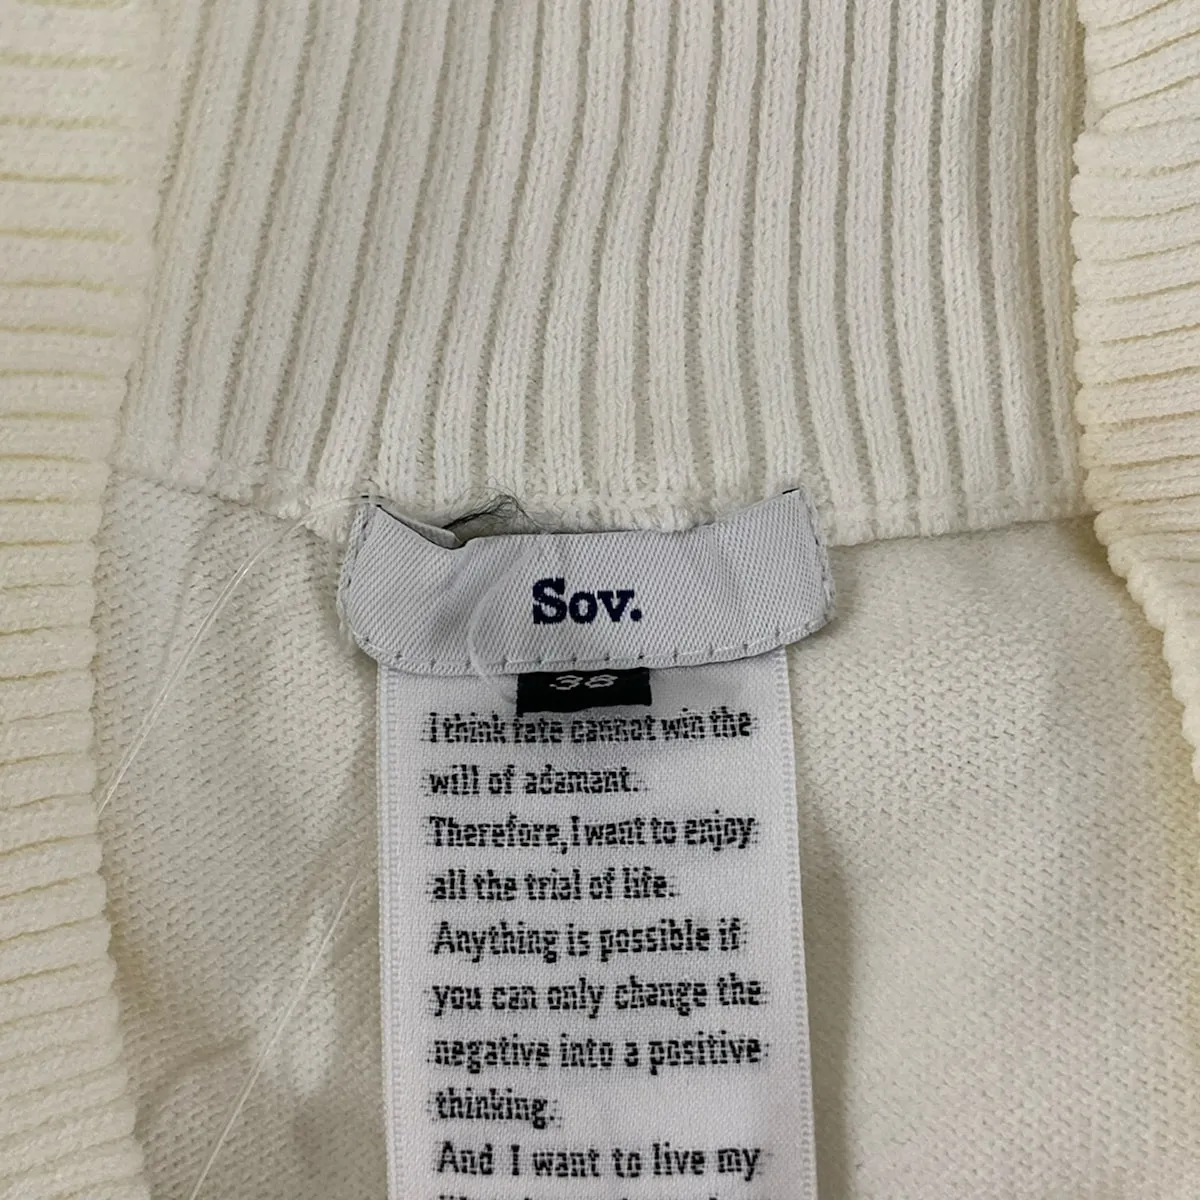 Sov.
38
I think fate cannot win the
will of adamant.
Therefore,I want to enjoy
all the trial of life.
Anything is possible if
you can only change the
negative into a positive
thinking.
And I want to live my